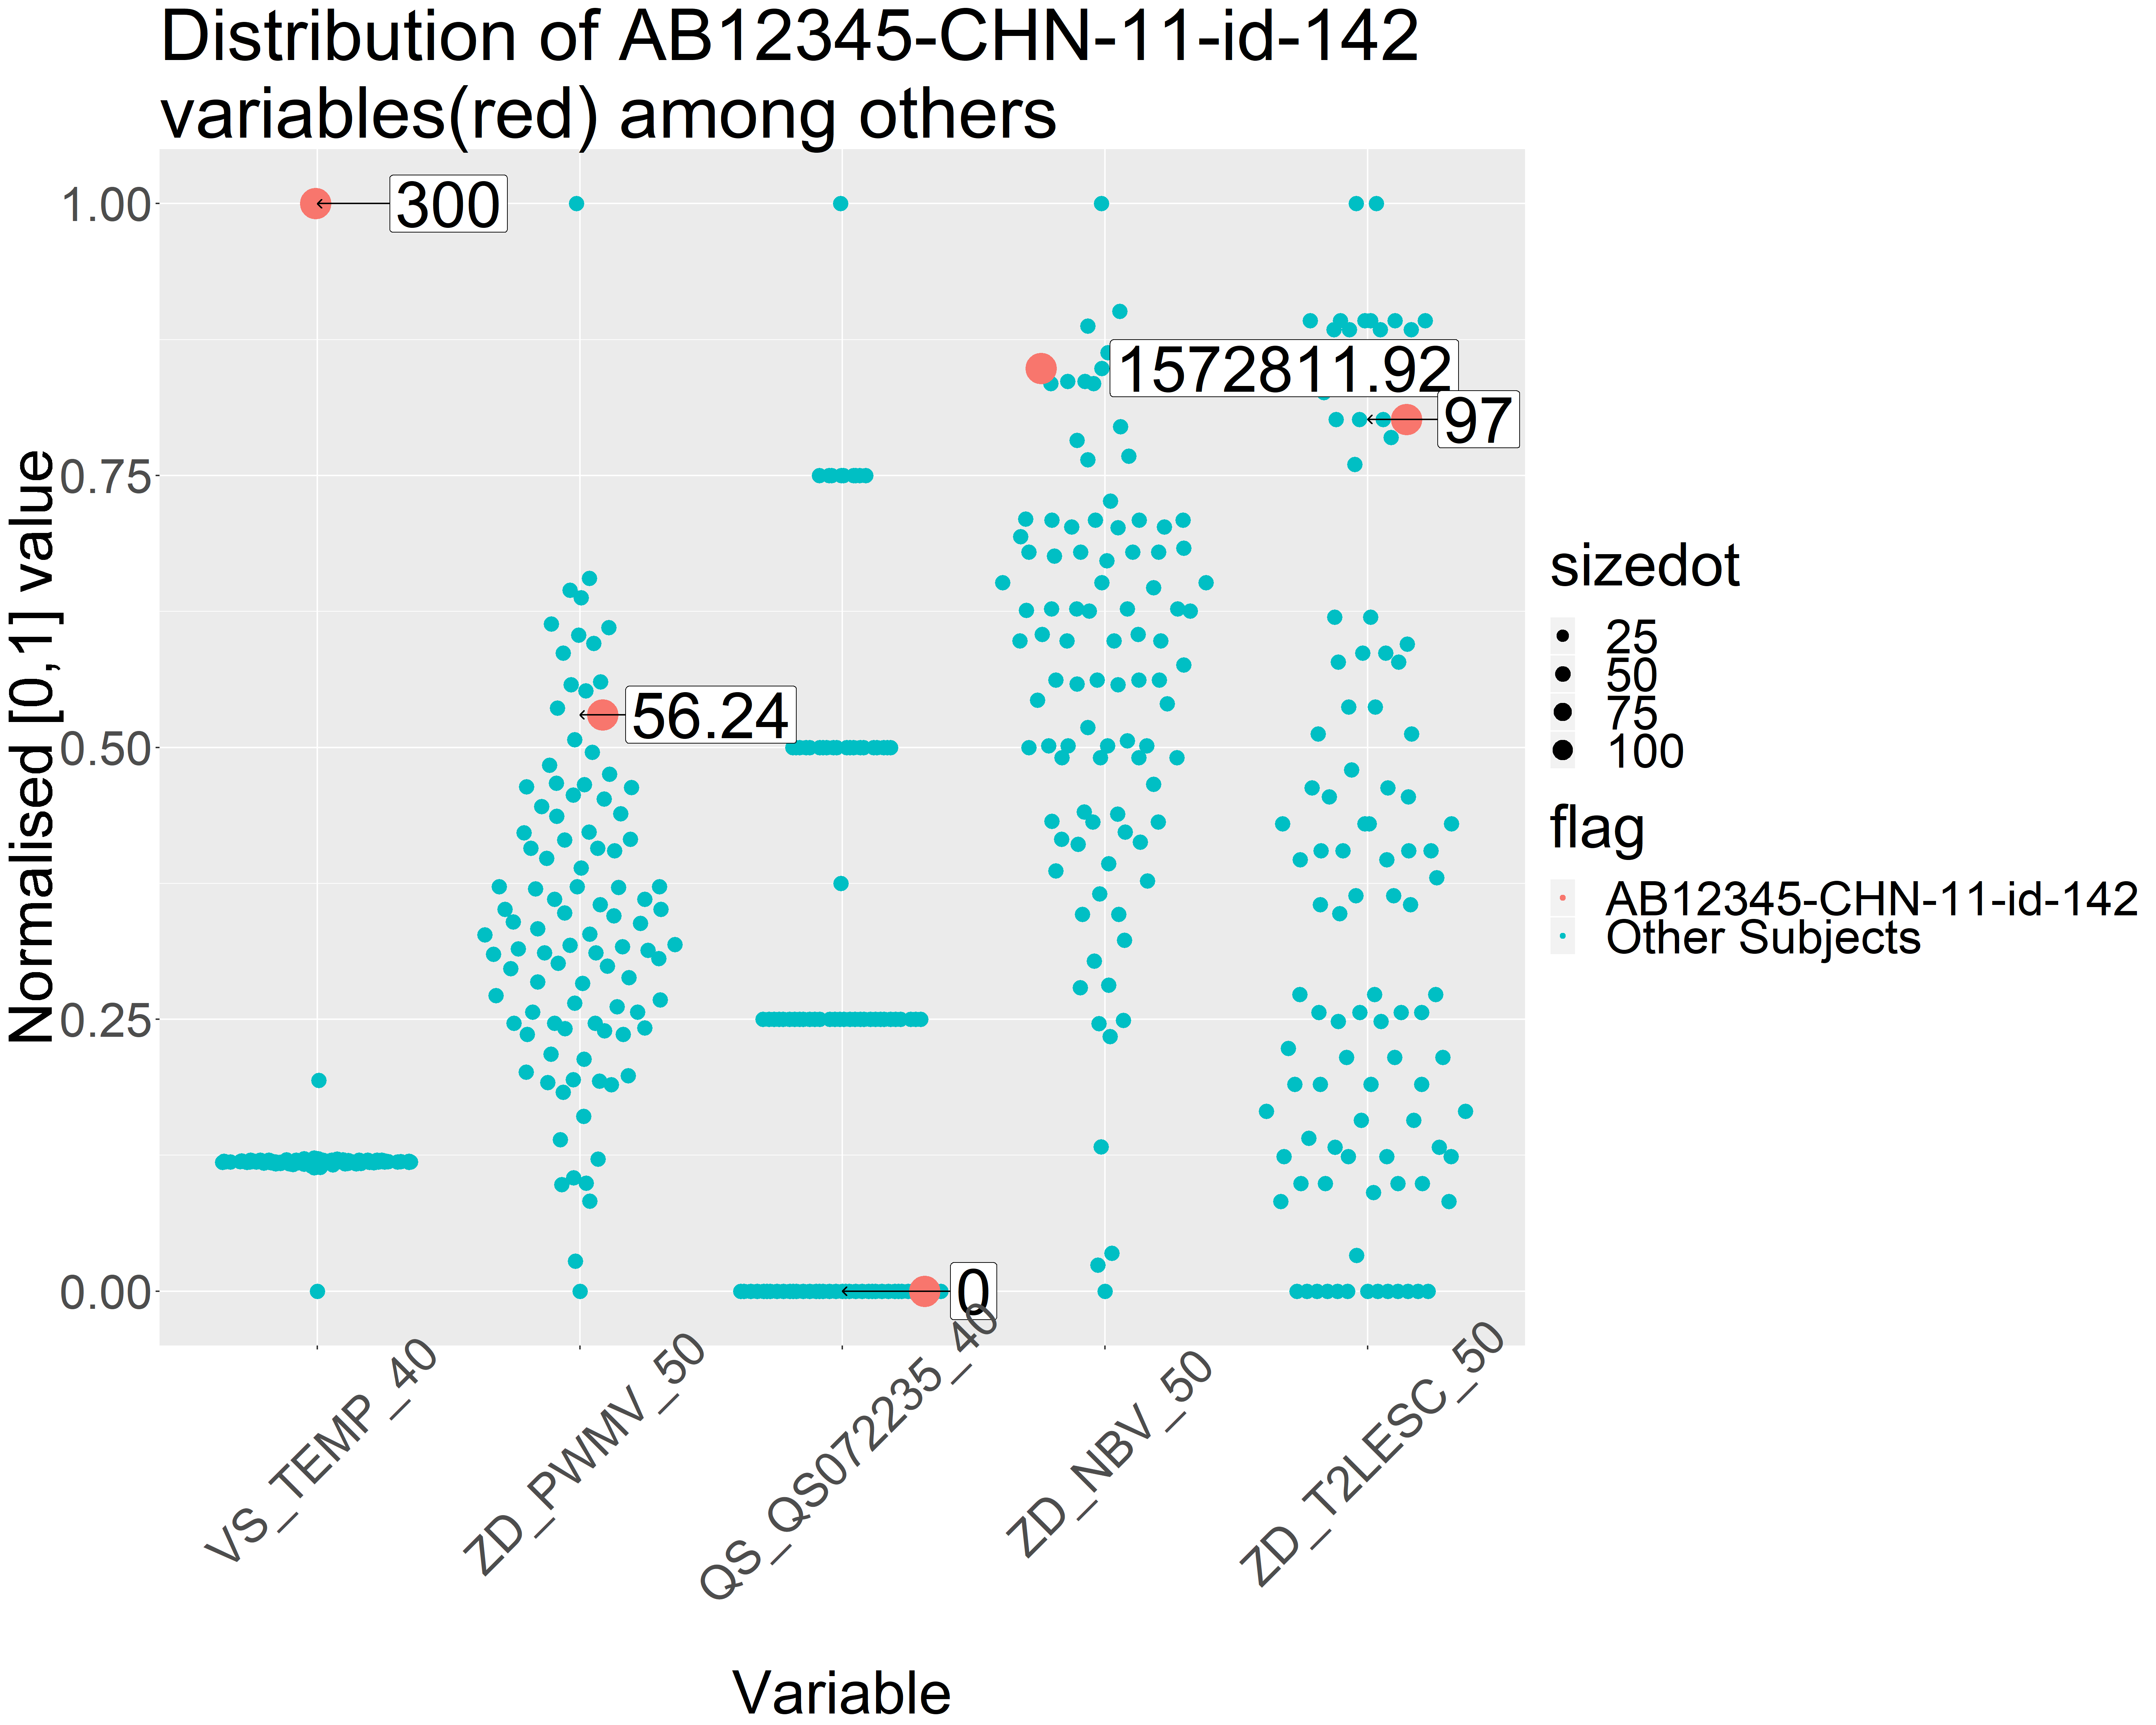 Distribution of AB12345-CHN-11-id-142
variables(red) among others
Normalised [0,1] value
1.00
0.75
0.50
0.25
0.00
300
56.24
0
1572811.92
97
VS_TEMP_40
ZD_PWMV_50
QS_QS072235_40
ZD_NBV_50
ZD_T2LESC_50
Variable
sizedot
25
50
75
100
flag
AB12345-CHN-11-id-142
Other Subjects